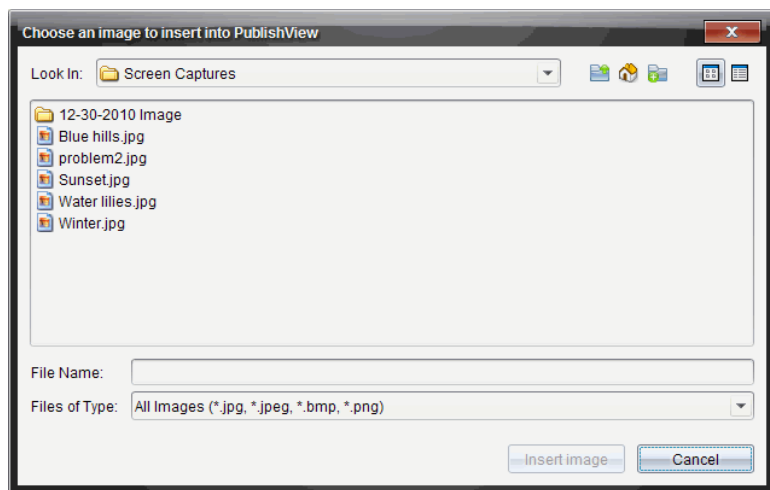 Choose an image to insert into PublishView
Look In: Screen Captures
12-30-2010 Image
Blue hills.jpg
problem2.jpg
Sunset.jpg
Water lilies.jpg
Winter.jpg
File Name:
Files of Type: All Images (*.jpg, *.jpeg, *.bmp, *.png)
Insert image Cancel